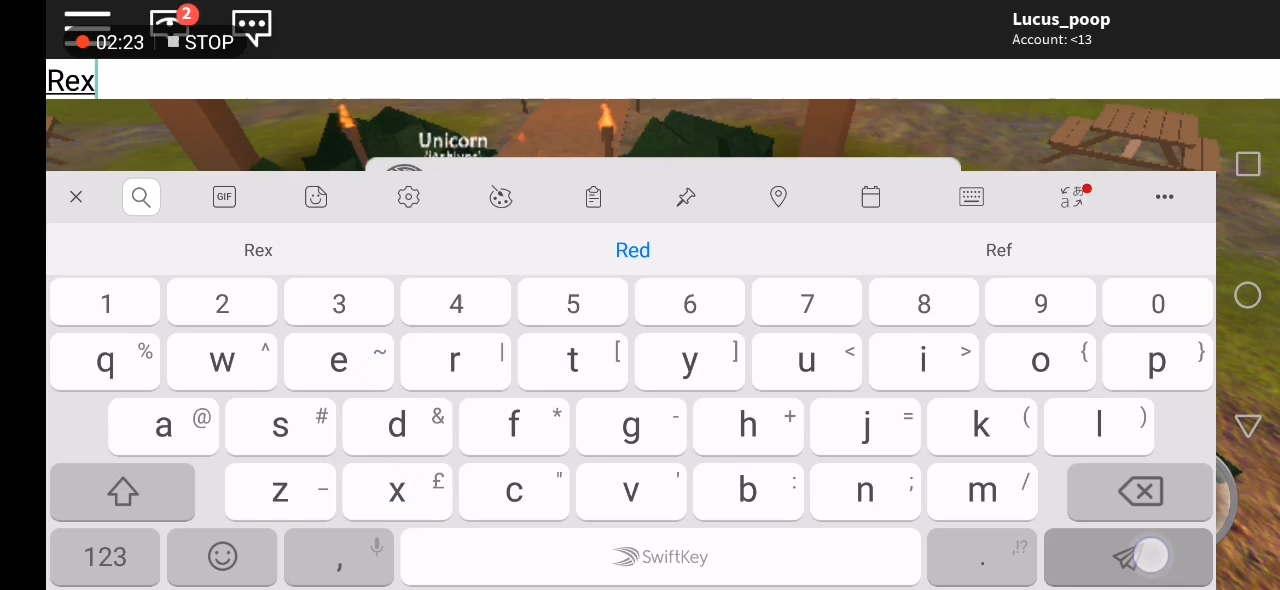 2
Lucus_poop
Account: <13
02:23 STOP
Rex
Unicorn
GIF
Rex Red Ref
1 2 3 4 5 6 7 8 9 0
q % w ^ e ~ r | t [ y ] u < i > o { p }
a @ s # d & f * g - h + j = k ( l )
z _ x £ c " v ' b : n ; m /
123 , SwiftKey . ,!?